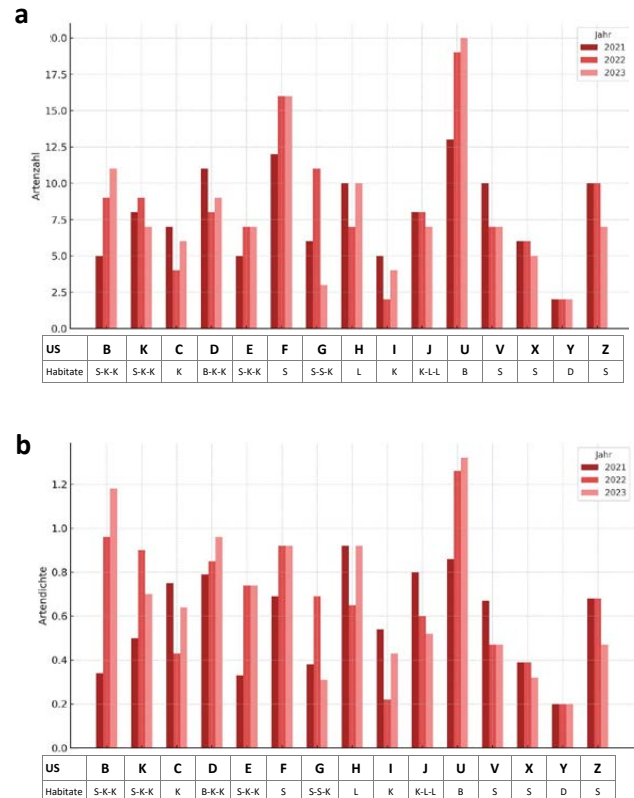 a
20.0
17.5
15.0
12.5
10.0
7.5
5.0
2.5
0.0
Artenzahl
Jahr
2021
2022
2023
US B K C D E F G H I J U V X Y Z
Habitate S-K-K S-K-K K B-K-K S-K-K S S-S-K L K K-L-L B S S D S
b
1.2
1.0
0.8
0.6
0.4
0.2
0.0
Artendichte
Jahr
2021
2022
2023
US B K C D E F G H I J U V X Y Z
Habitate S-K-K S-K-K K B-K-K S-K-K S S-S-K L K K-L-L B S S D S